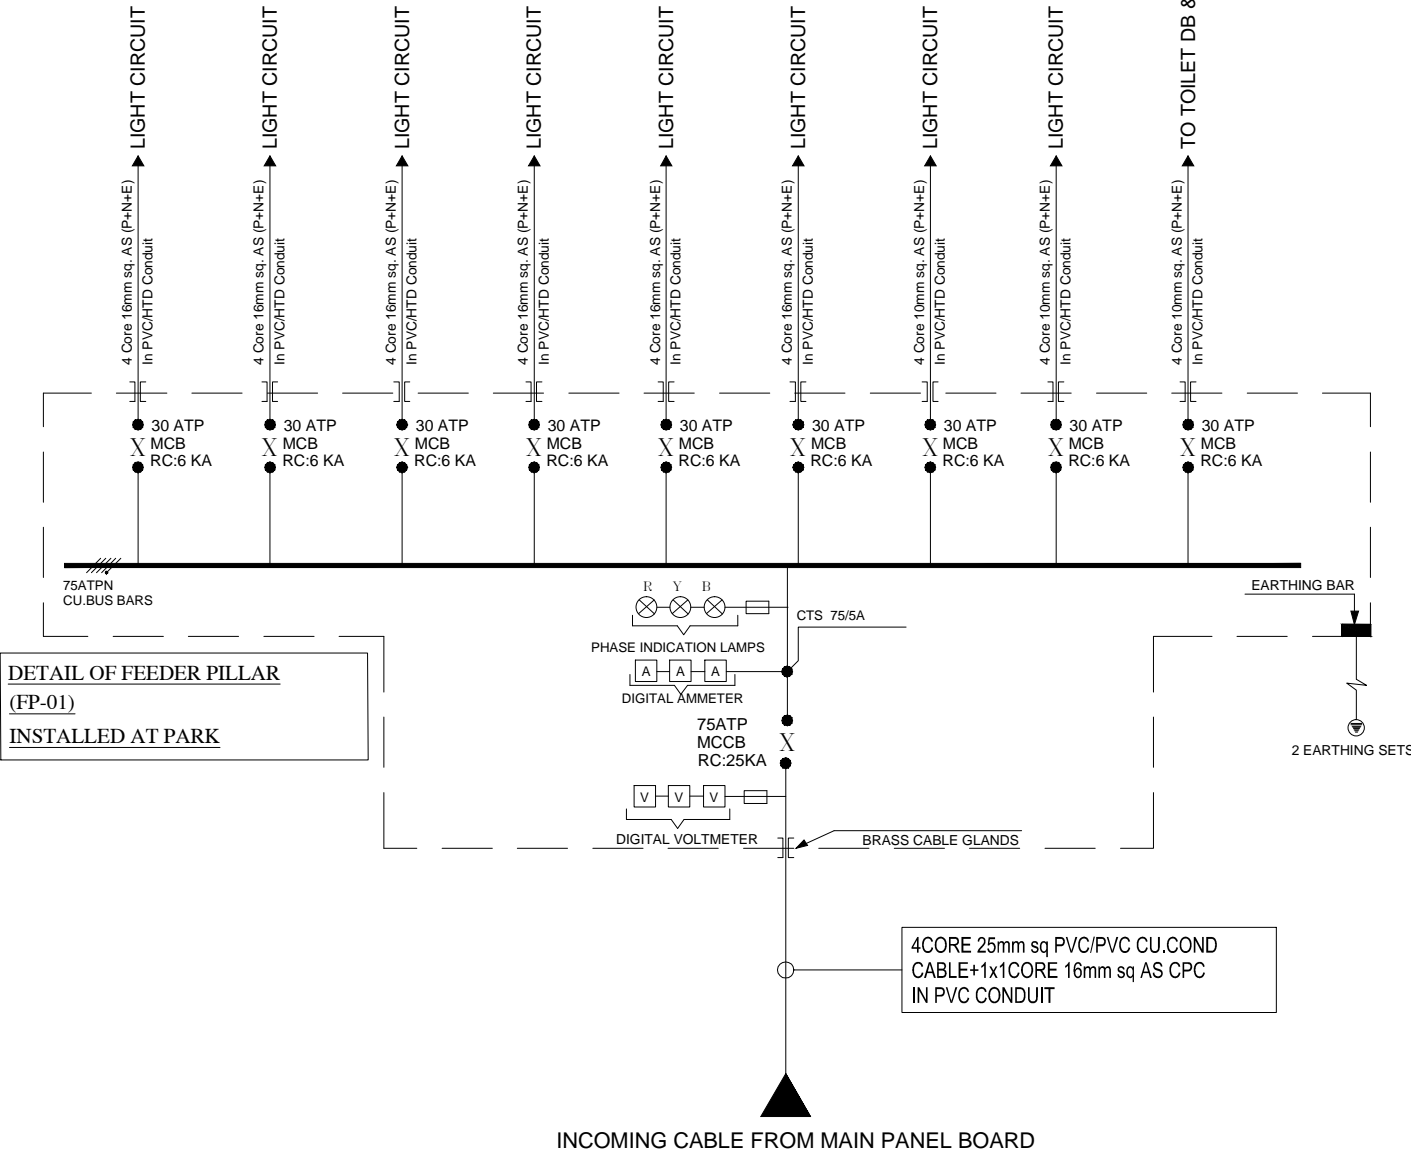 LIGHT CIRCUIT
LIGHT CIRCUIT
LIGHT CIRCUIT
LIGHT CIRCUIT
LIGHT CIRCUIT
LIGHT CIRCUIT
LIGHT CIRCUIT
LIGHT CIRCUIT
TO TOILET DB &
4 Core 16mm sq. AS (P+N+E)
In PVC/HTD Conduit
4 Core 16mm sq. AS (P+N+E)
In PVC/HTD Conduit
4 Core 16mm sq. AS (P+N+E)
In PVC/HTD Conduit
4 Core 16mm sq. AS (P+N+E)
In PVC/HTD Conduit
4 Core 16mm sq. AS (P+N+E)
In PVC/HTD Conduit
4 Core 16mm sq. AS (P+N+E)
In PVC/HTD Conduit
4 Core 10mm sq. AS (P+N+E)
In PVC/HTD Conduit
4 Core 10mm sq. AS (P+N+E)
In PVC/HTD Conduit
4 Core 10mm sq. AS (P+N+E)
In PVC/HTD Conduit
30 ATP
X MCB
RC:6 KA
30 ATP
X MCB
RC:6 KA
30 ATP
X MCB
RC:6 KA
30 ATP
X MCB
RC:6 KA
30 ATP
X MCB
RC:6 KA
30 ATP
X MCB
RC:6 KA
30 ATP
X MCB
RC:6 KA
30 ATP
X MCB
RC:6 KA
30 ATP
X MCB
RC:6 KA
75ATPN
CU.BUS BARS
R Y B
PHASE INDICATION LAMPS
CTS 75/5A
A A A
DIGITAL AMMETER
75ATP
MCCB X
RC:25KA
V V V
DIGITAL VOLTMETER
BRASS CABLE GLANDS
EARTHING BAR
2 EARTHING SETS
DETAIL OF FEEDER PILLAR
(FP-01)
INSTALLED AT PARK
4CORE 25mm sq PVC/PVC CU.COND
CABLE+1x1CORE 16mm sq AS CPC
IN PVC CONDUIT
INCOMING CABLE FROM MAIN PANEL BOARD